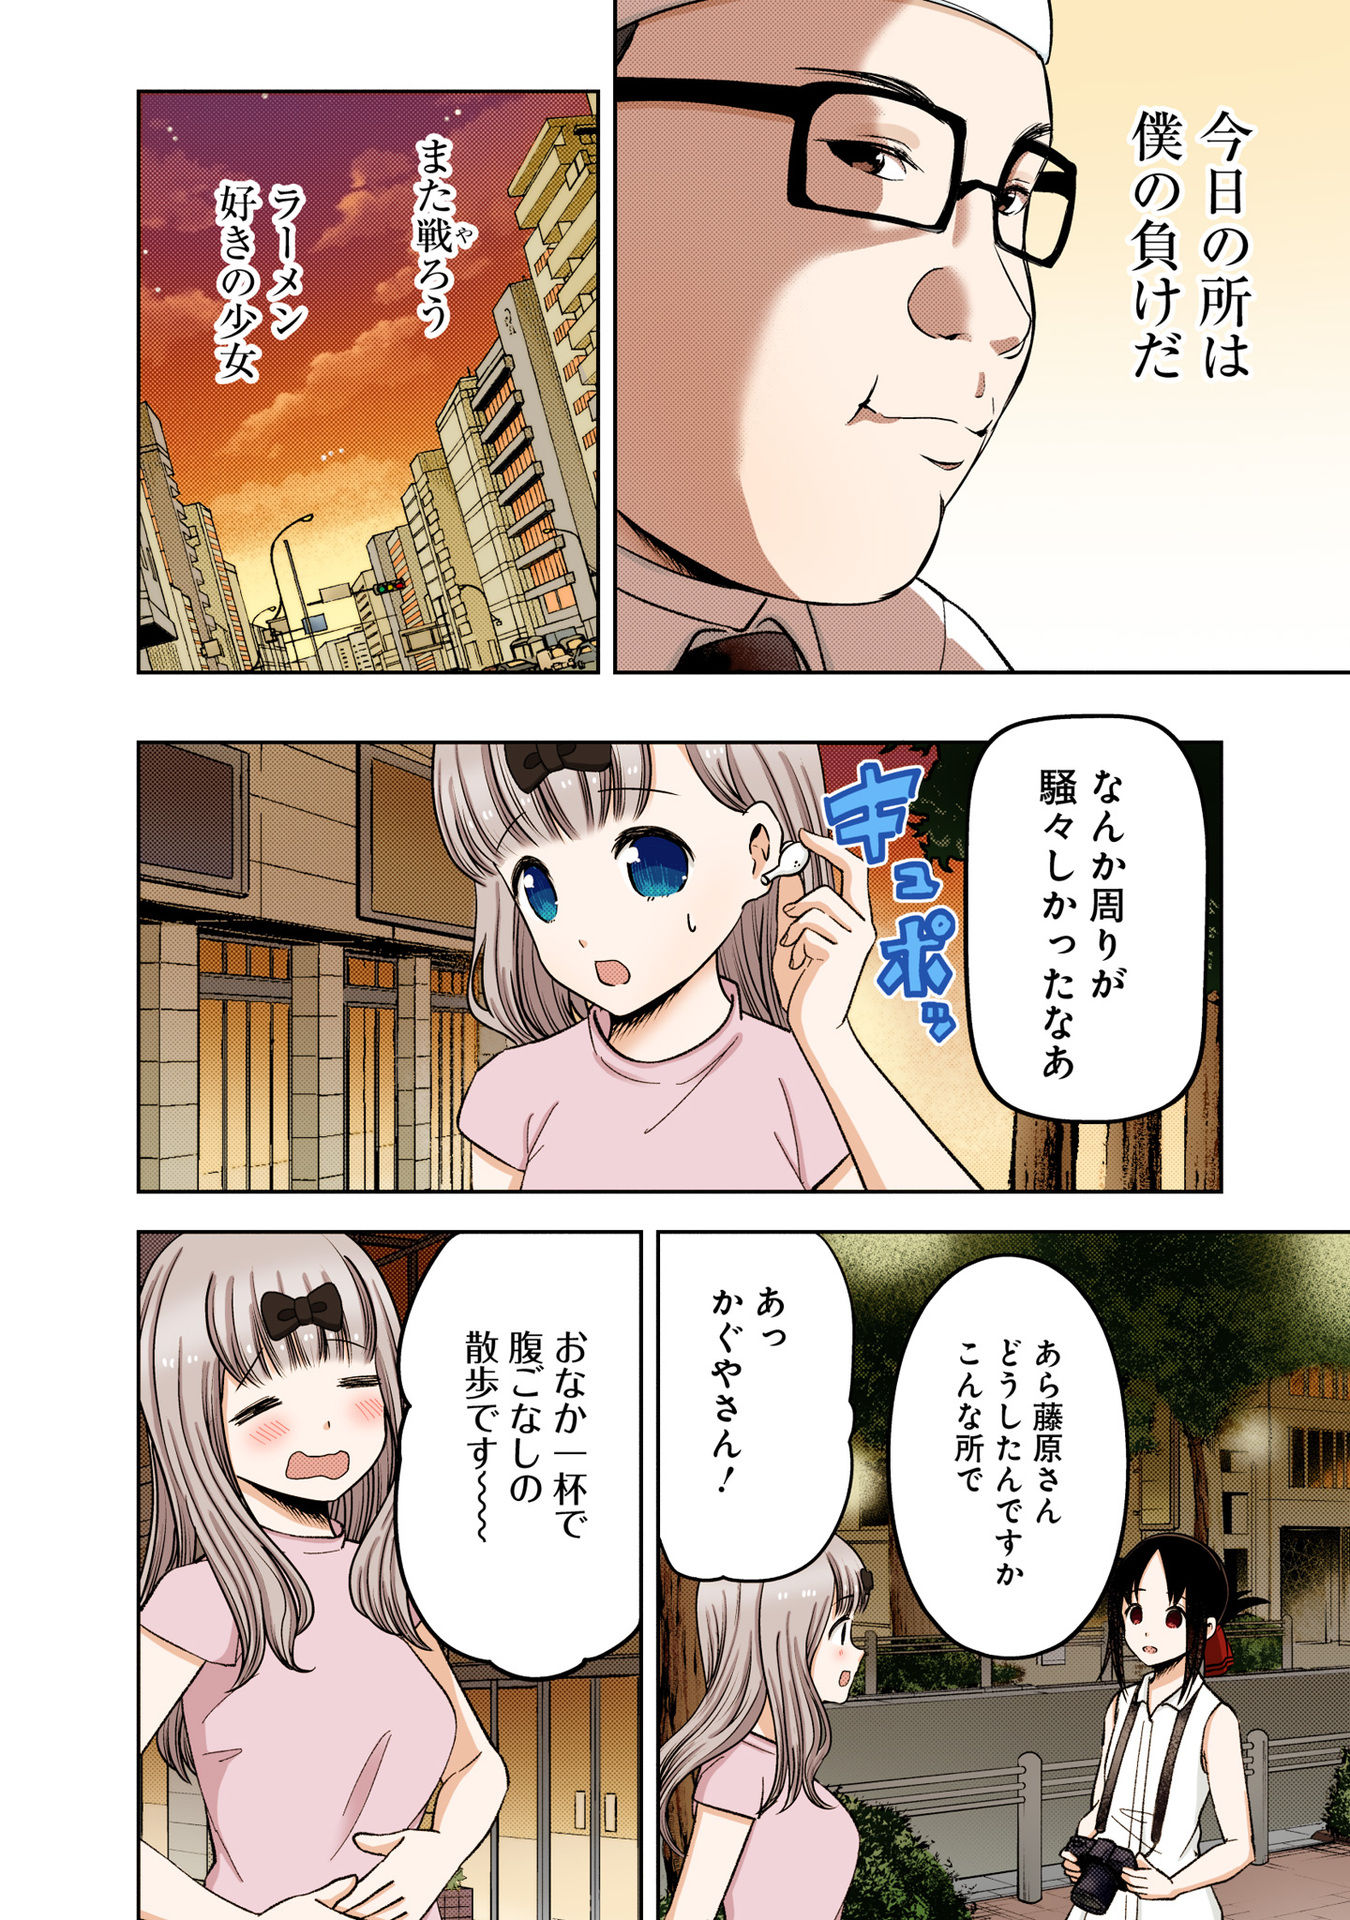 今日の所は
僕の負けだ
また戦ろう
や
ラーメン
好きの少女
なんか周りが
騒々しかったなあ
キュポッ
あら藤原さん
どうしたんですか
こんな所で
あっ
かぐやさん！
おなか一杯で
腹ごなしの
散歩です〜〜〜